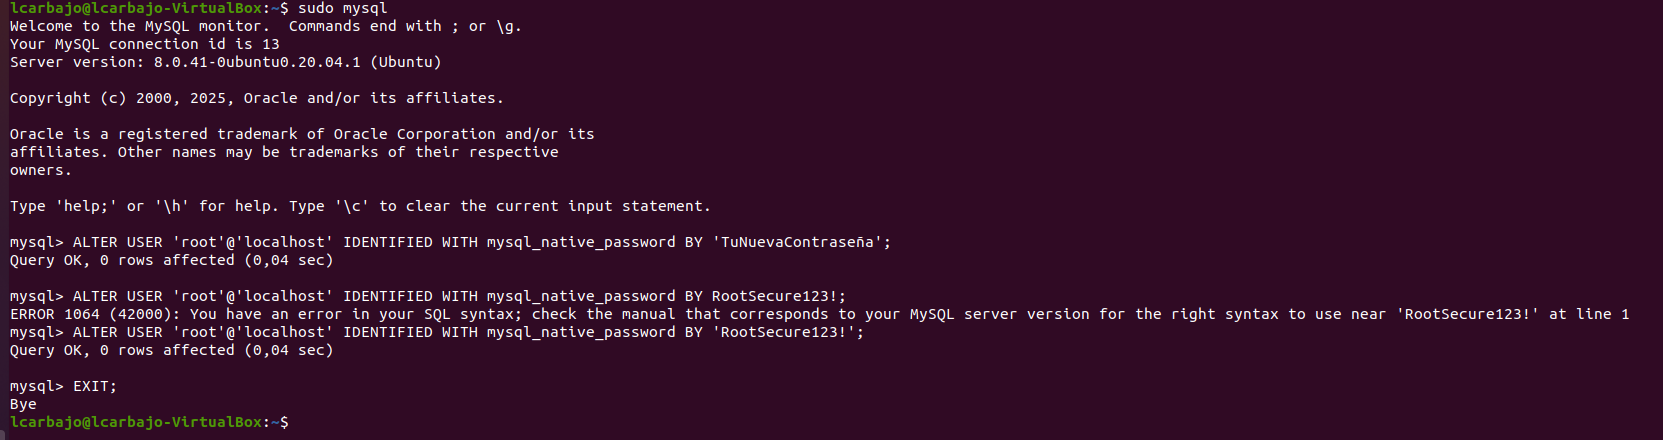 lcarbajo@lcarbajo-VirtualBox:~$ sudo mysql
Welcome to the MySQL monitor.  Commands end with ; or \g.
Your MySQL connection id is 13
Server version: 8.0.41-0ubuntu0.20.04.1 (Ubuntu)
Copyright (c) 2000, 2025, Oracle and/or its affiliates.
Oracle is a registered trademark of Oracle Corporation and/or its
affiliates. Other names may be trademarks of their respective
owners.
Type 'help;' or '\h' for help. Type '\c' to clear the current input statement.
mysql> ALTER USER 'root'@'localhost' IDENTIFIED WITH mysql_native_password BY 'TuNuevaContraseña';
Query OK, 0 rows affected (0,04 sec)
mysql> ALTER USER 'root'@'localhost' IDENTIFIED WITH mysql_native_password BY RootSecure123!;
ERROR 1064 (42000): You have an error in your SQL syntax; check the manual that corresponds to your MySQL server version for the right syntax to use near 'RootSecure123!' at line 1
mysql> ALTER USER 'root'@'localhost' IDENTIFIED WITH mysql_native_password BY 'RootSecure123!';
Query OK, 0 rows affected (0,04 sec)
mysql> EXIT;
Bye
lcarbajo@lcarbajo-VirtualBox:~$